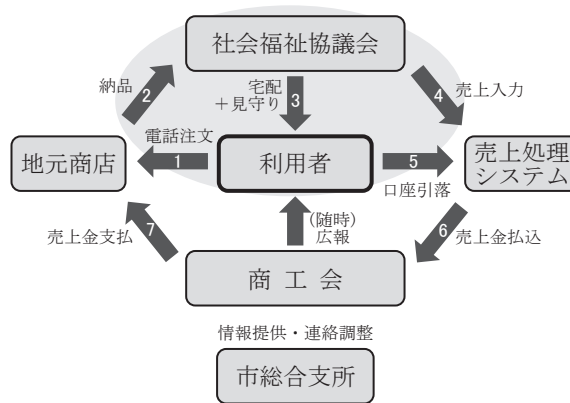 社会福祉協議会
納品
2
宅配
＋見守り
3
4
売上入力
電話注文
地元商店
1
利用者
5
口座引落
売上処理
システム
売上金支払
7
(随時)
広報
6
売上金払込
商工会
情報提供・連絡調整
市総合支所